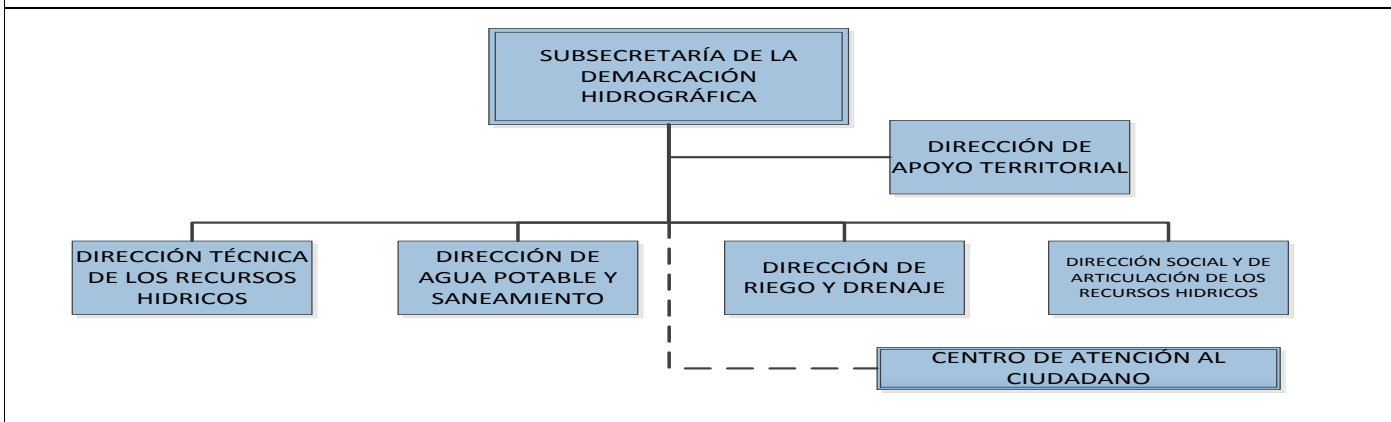 SUBSECRETARÍA DE LA
DEMARCACIÓN
HIDROGRÁFICA
DIRECCIÓN DE
APOYO TERRITORIAL
DIRECCIÓN TÉCNICA
DE LOS RECURSOS
HIDRICOS
DIRECCIÓN DE
AGUA POTABLE Y
SANEAMIENTO
DIRECCIÓN DE
RIEGO Y DRENAJE
DIRECCIÓN SOCIAL Y DE
ARTICULACIÓN DE LOS
RECURSOS HIDRICOS
CENTRO DE ATENCIÓN AL
CIUDADANO